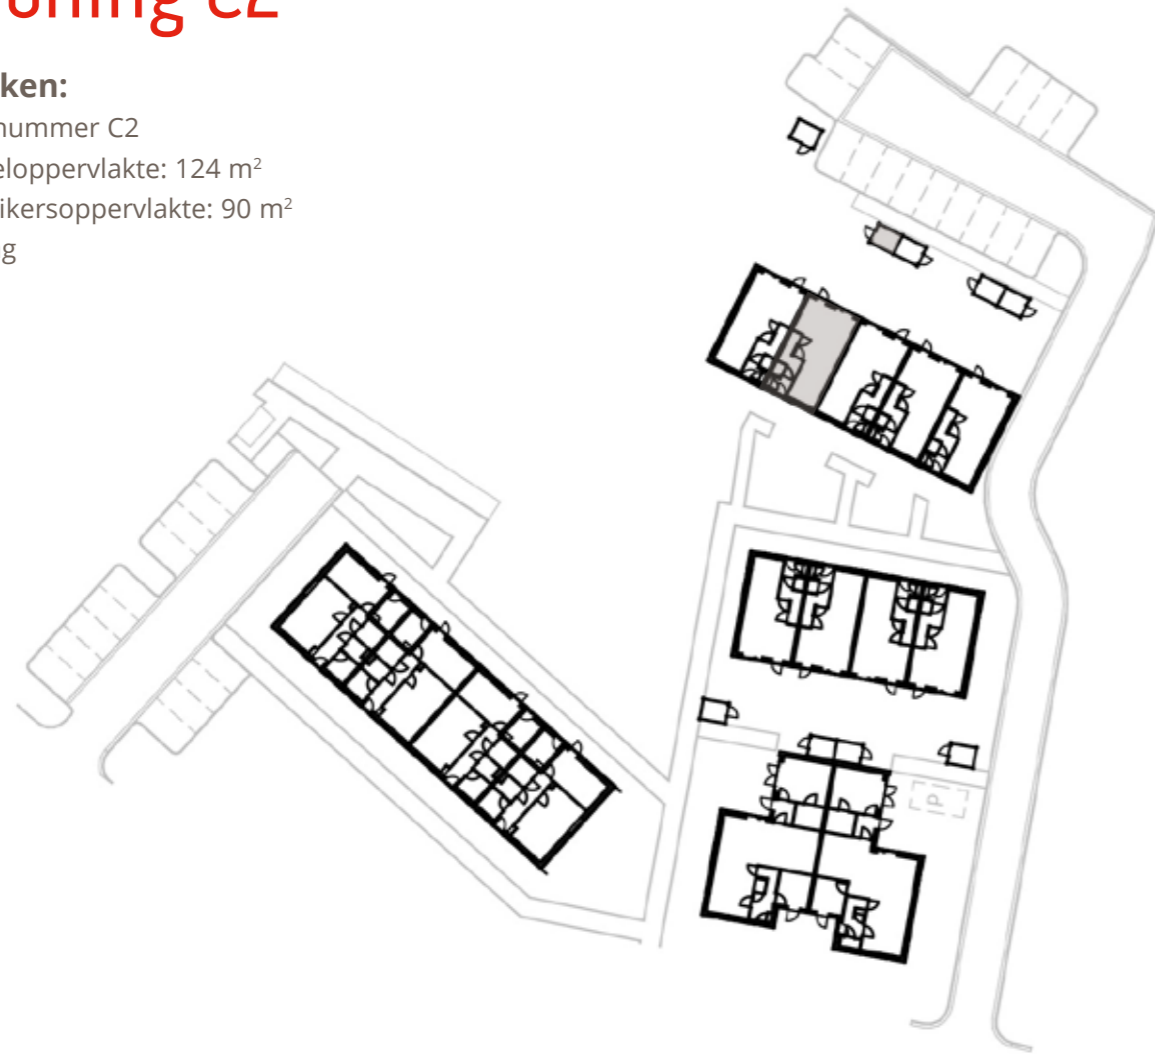 oning C2
ken:
nummer C2
eloppervlakte: 124 m²
ikersoppervlakte: 90 m²
g
P